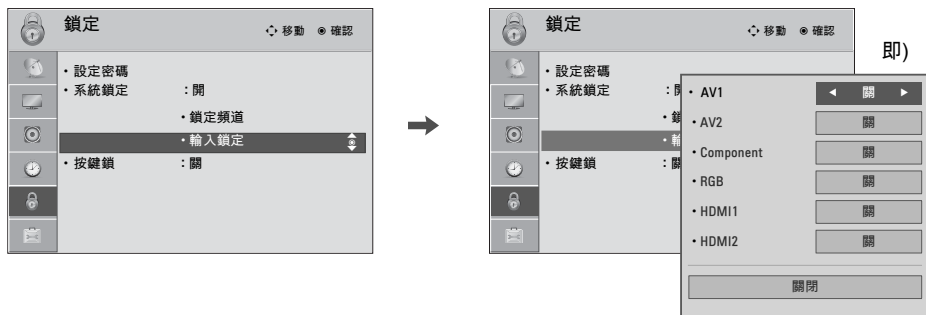 鎖定
移動 ◉ 確認
・設定密碼
・系統鎖定 ：開
・鎖定頻道
・輸入鎖定
・按鍵鎖 ：關
鎖定
移動 ◉ 確認
即)
・設定密碼
・系統鎖定 ：開
・鎖
・輸
・按鍵鎖 ：關
・AV1 ◀ 關 ▶
・AV2 關
・Component 關
・RGB 關
・HDMI1 關
・HDMI2 關
關閉